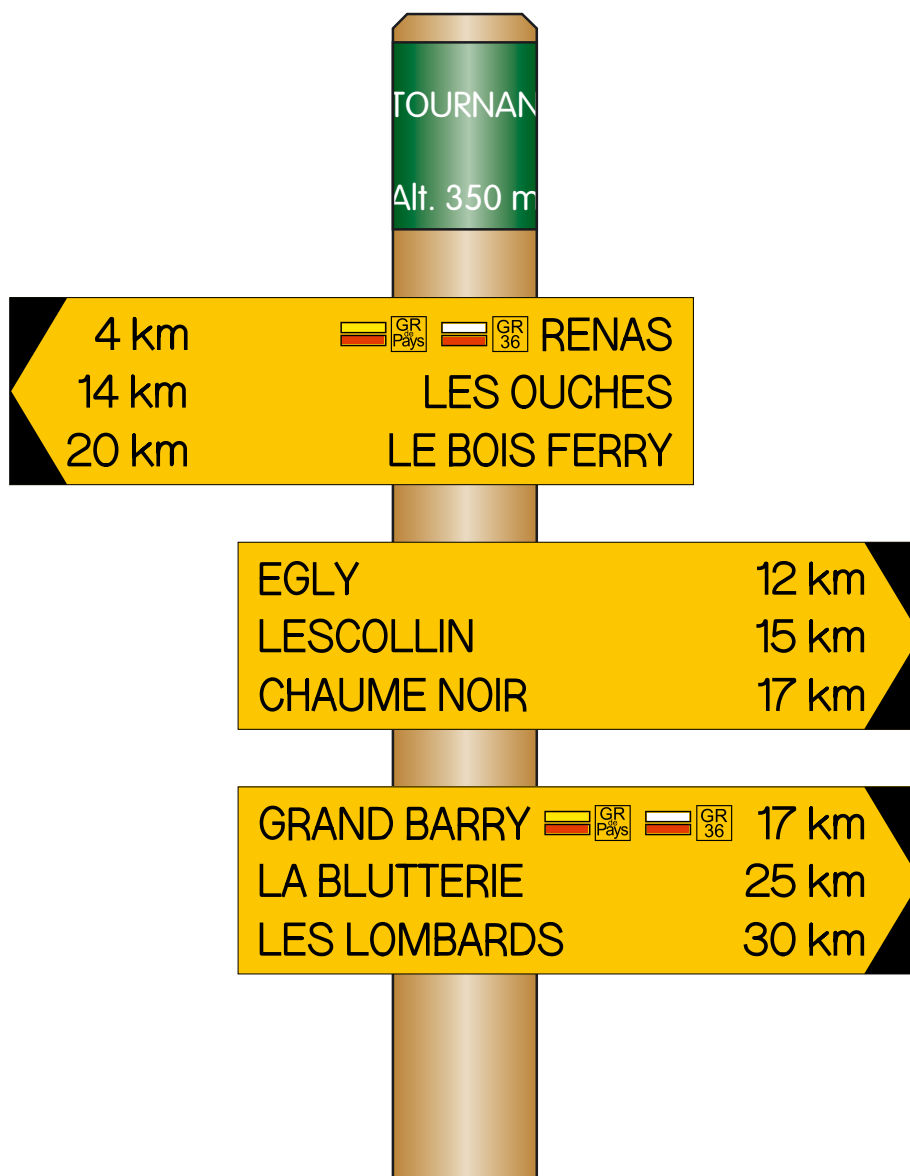 TOURNAN
Alt. 350 m
4 km GR de Pays GR 36 RENAS
14 km LES OUCHES
20 km LE BOIS FERRY
EGLY 12 km
LESCOLLIN 15 km
CHAUME NOIR 17 km
GRAND BARRY GR de Pays GR 36 17 km
LA BLUTTERIE 25 km
LES LOMBARDS 30 km